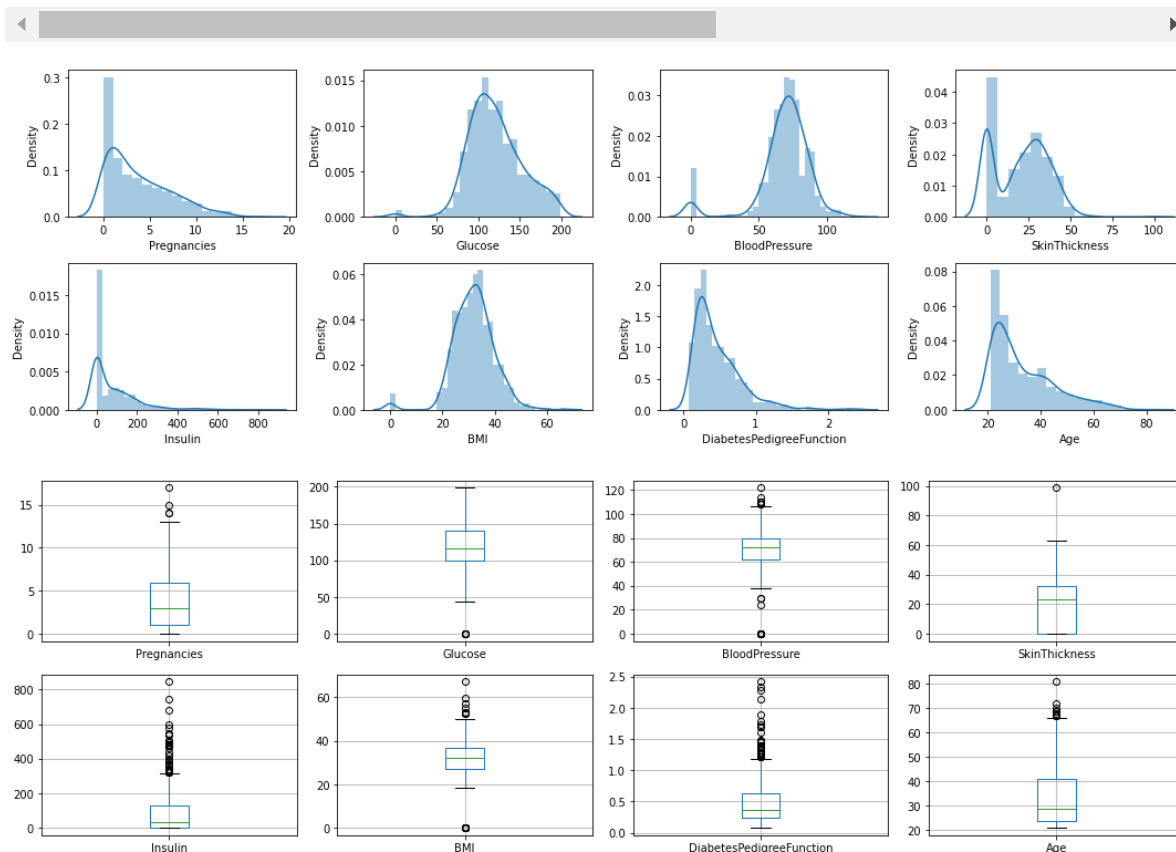 0.3
0.2
0.1
0.0
Density
0 5 10 15 20
Pregnancies
0.015
0.010
0.005
0.000
Density
0 50 100 150 200
Glucose
0.03
0.02
0.01
0.00
Density
0 50 100
BloodPressure
0.04
0.03
0.02
0.01
0.00
Density
0 25 50 75 100
SkinThickness
0.015
0.010
0.005
0.000
Density
0 200 400 600 800
Insulin
0.06
0.04
0.02
0.00
Density
0 20 40 60
BMI
2.0
1.5
1.0
0.5
0.0
Density
0 1 2
DiabetesPedigreeFunction
0.08
0.06
0.04
0.02
0.00
Density
20 40 60 80
Age
15
10
5
0
Pregnancies
200
150
100
50
0
Glucose
120
100
80
60
40
20
0
BloodPressure
100
80
60
40
20
0
SkinThickness
800
600
400
200
0
Insulin
60
40
20
0
BMI
2.5
2.0
1.5
1.0
0.5
0.0
DiabetesPedigreeFunction
80
70
60
50
40
30
20
Age